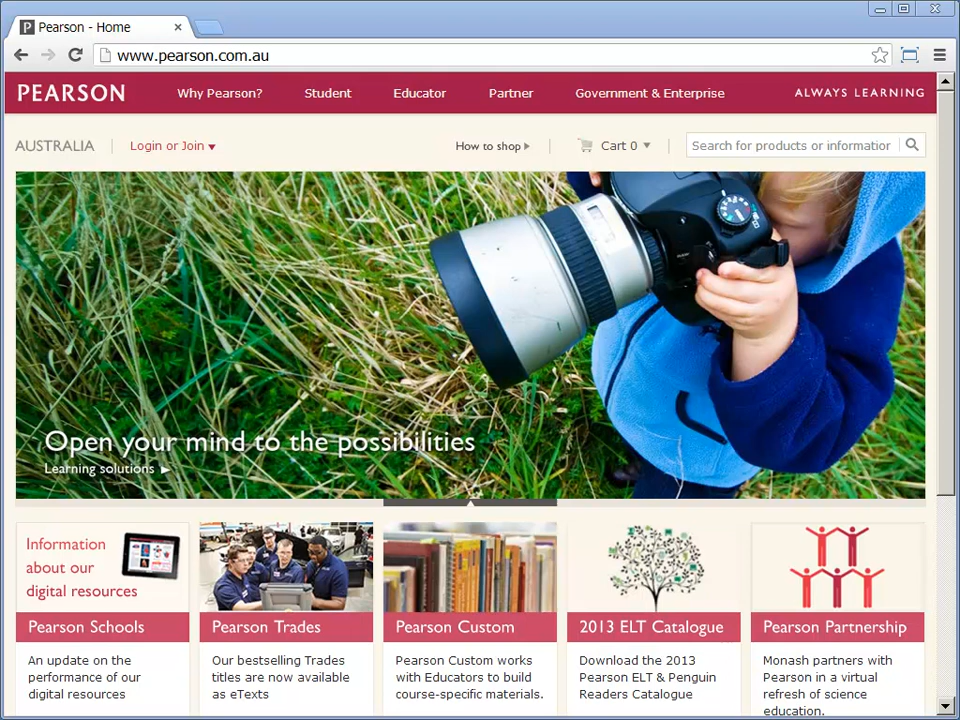 Pearson - Home
www.pearson.com.au
PEARSON
Why Pearson?
Student
Educator
Partner
Government & Enterprise
ALWAYS LEARNING
AUSTRALIA
Login or Join
How to shop
Cart 0
Search for products or information
Open your mind to the possibilities
Learning solutions
Information
about our
digital resources
Pearson Schools
An update on the
performance of our
digital resources
Pearson Trades
Our bestselling Trades
titles are now available
as eTexts
Pearson Custom
Pearson Custom works
with Educators to build
course-specific materials.
2013 ELT Catalogue
Download the 2013
Pearson ELT & Penguin
Readers Catalogue
Pearson Partnership
Monash partners with
Pearson in a virtual
refresh of science
education.